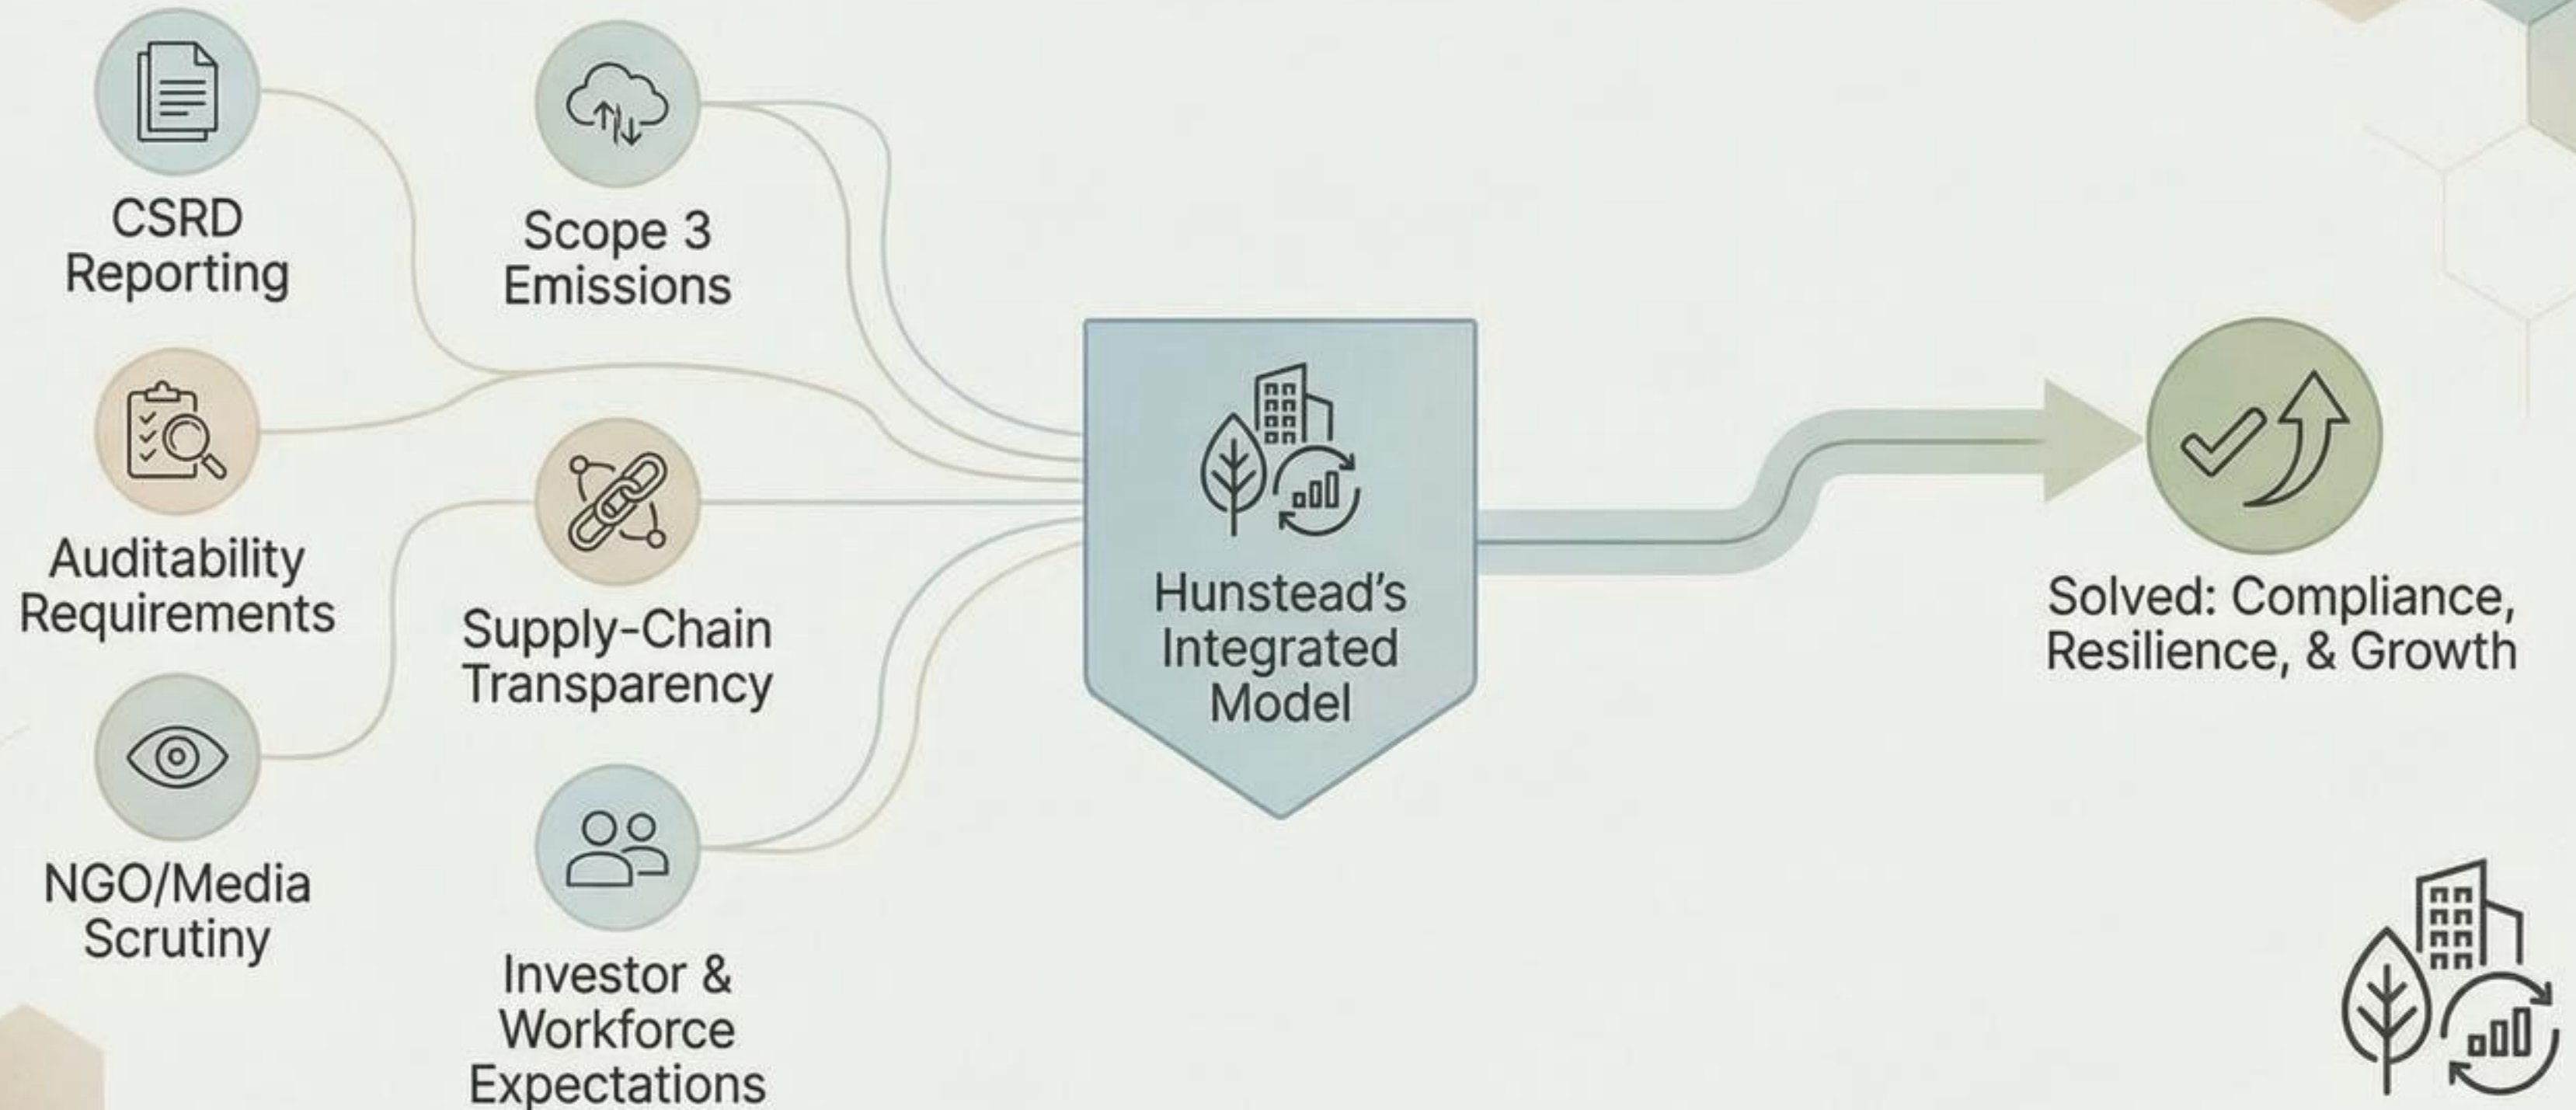 CSRD
Reporting
Scope 3
Emissions
Auditability
Requirements
Supply-Chain
Transparency
NGO/Media
Scrutiny
Investor &
Workforce
Expectations
Hunstead's
Integrated
Model
Solved: Compliance,
Resilience, & Growth